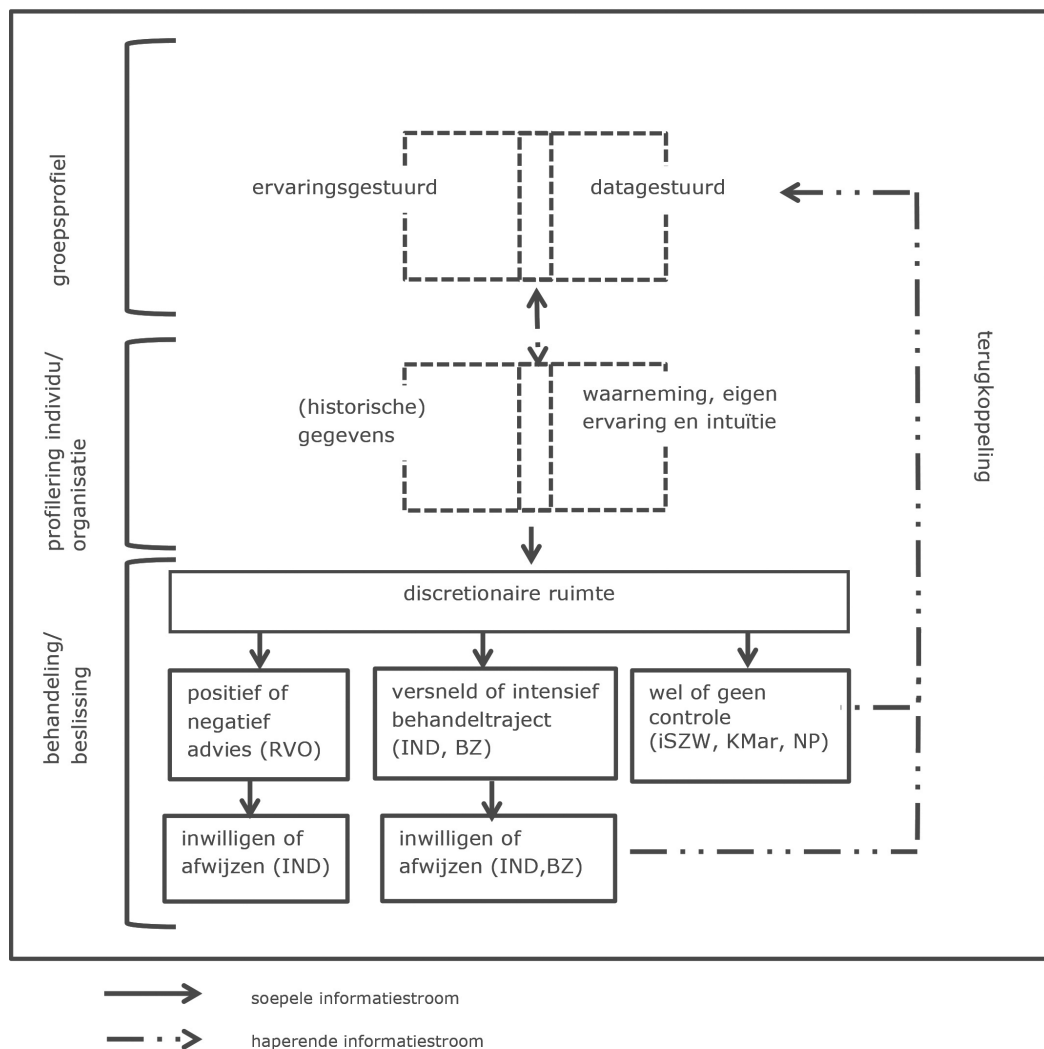 groepsprofiel
ervaringsgestuurd
datagestuurd
terugkoppeling
profilering individu/
organisatie
(historische)
gegevens
waarneming, eigen
ervaring en intuïtie
behandeling/
beslissing
discretionaire ruimte
positief of
negatief
advies (RVO)
versneld of intensief
behandeltraject
(IND, BZ)
wel of geen
controle
(iSZW, KMar, NP)
inwilligen of
afwijzen (IND)
inwilligen of
afwijzen (IND,BZ)
soepele informatiestroom
haperende informatiestroom